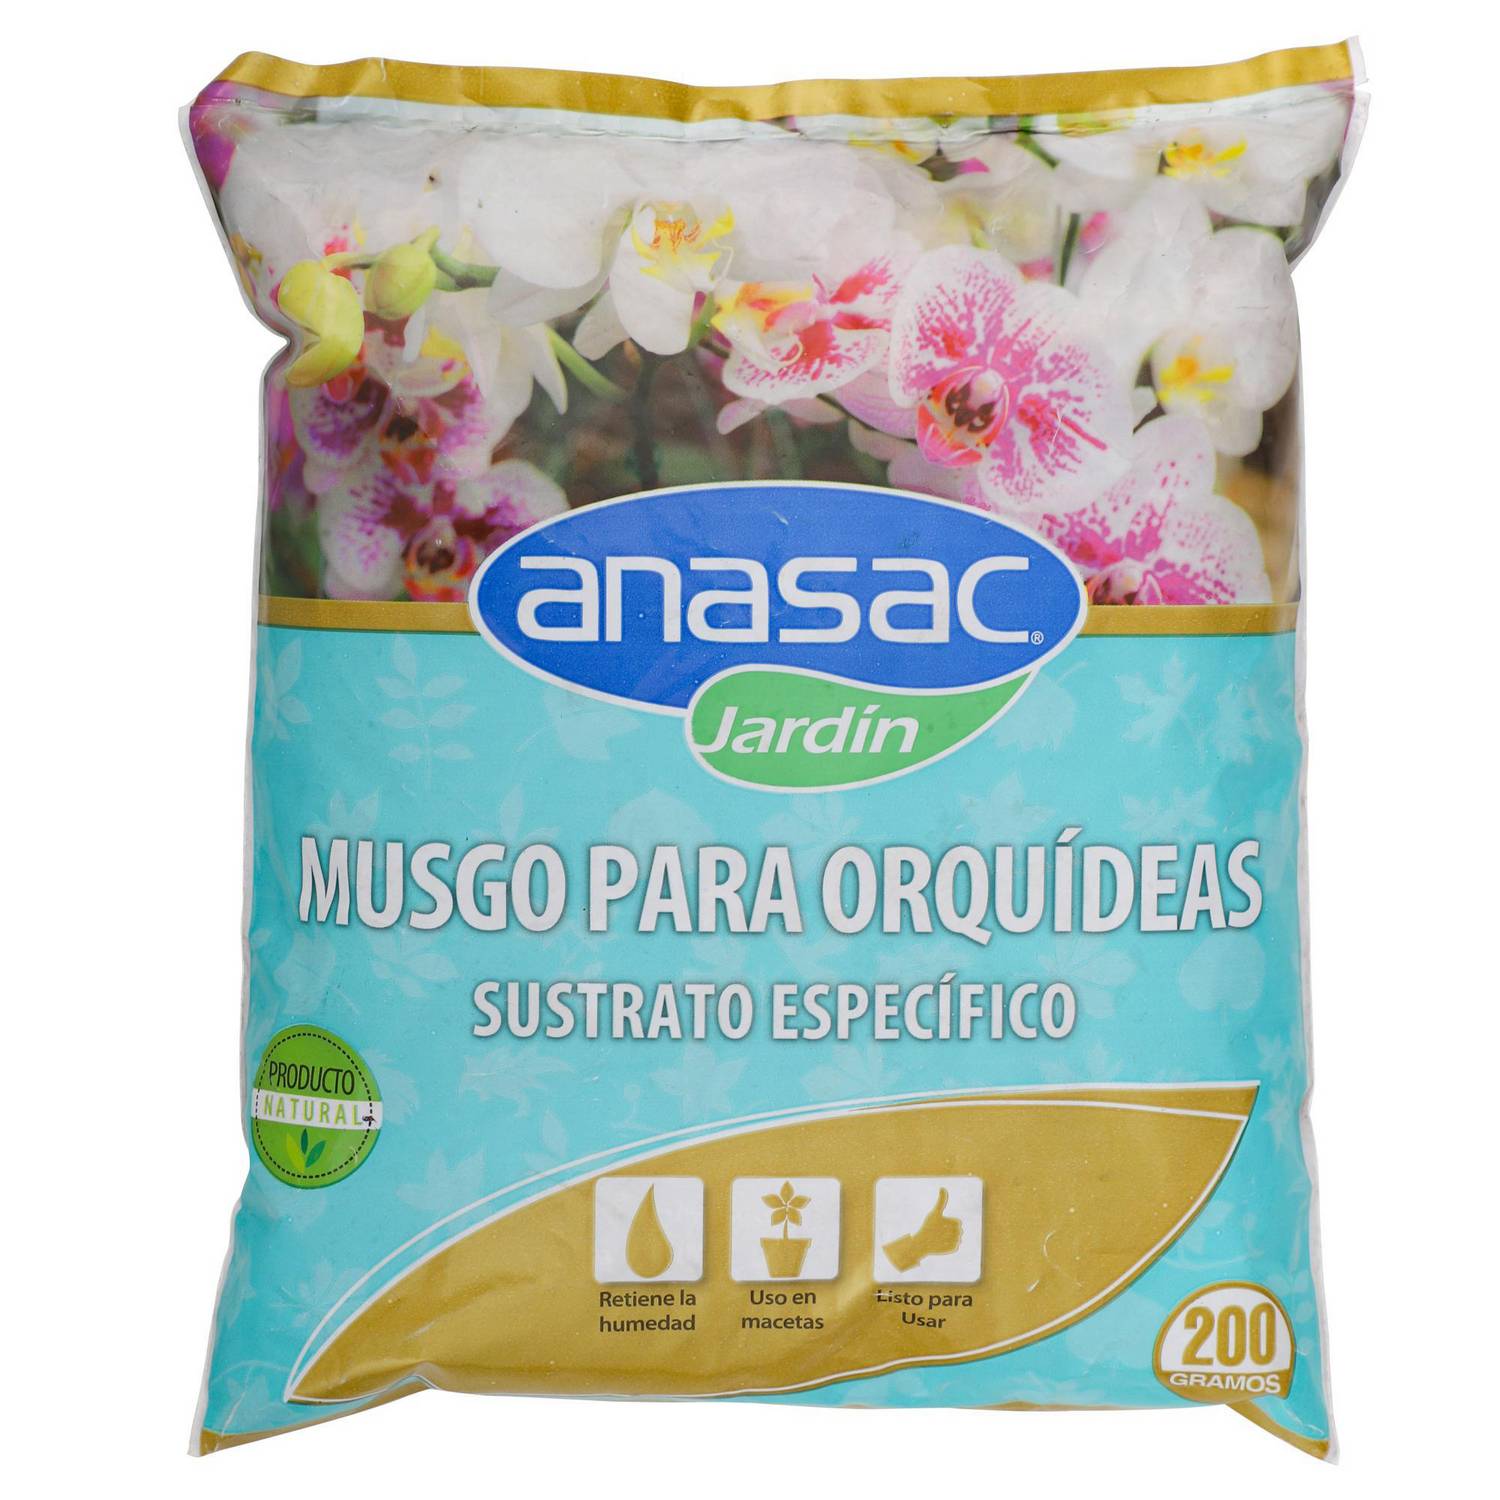 anasac®
Jardín
MUSGO PARA ORQUÍDEAS
SUSTRATO ESPECÍFICO
PRODUCTO
NATURAL
Retiene la
humedad
Uso en
macetas
Listo para
Usar
200
GRAMOS